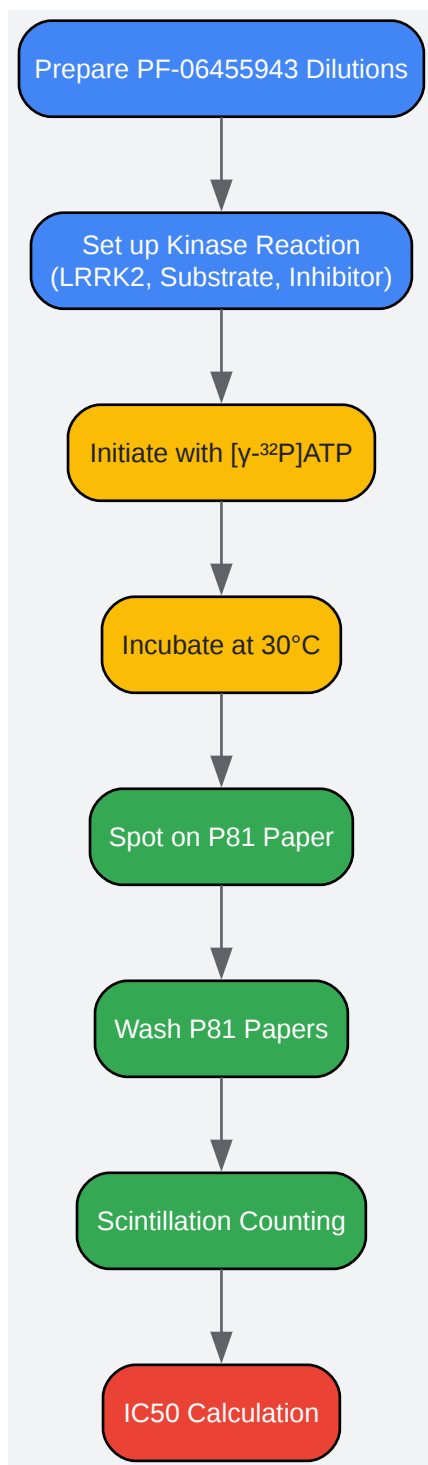 Prepare PF-06455943 Dilutions
Set up Kinase Reaction
(LRRK2, Substrate, Inhibitor)
Initiate with [γ-³²P]ATP
Incubate at 30°C
Spot on P81 Paper
Wash P81 Papers
Scintillation Counting
IC50 Calculation